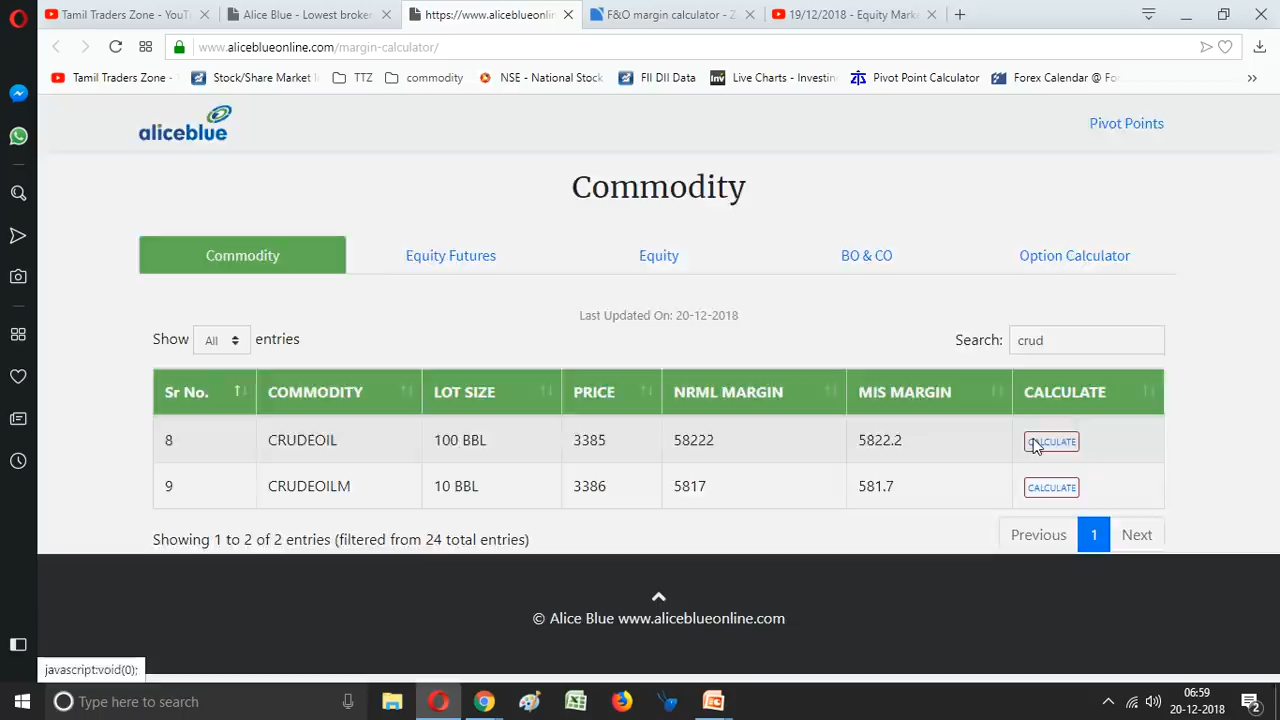 Tamil Traders Zone - YouT
Alice Blue - Lowest broker
https://www.aliceblueonlin
F&O margin calculator - Z
19/12/2018 - Equity Mark
www.aliceblueonline.com/margin-calculator/
Tamil Traders Zone -
Stock/Share Market
TTZ
commodity
NSE - National Stock
FII DII Data
Inv
Live Charts - Investin
Pivot Point Calculator
Forex Calendar @ Fo
aliceblue
Pivot Points
Commodity
Commodity
Equity Futures
Equity
BO & CO
Option Calculator
Last Updated On: 20-12-2018
Show All entries
Search: crud
Sr No. COMMODITY LOT SIZE PRICE NRML MARGIN MIS MARGIN CALCULATE
8 CRUDEOIL 100 BBL 3385 58222 5822.2 CALCULATE
9 CRUDEOILM 10 BBL 3386 5817 581.7 CALCULATE
Showing 1 to 2 of 2 entries (filtered from 24 total entries)
Previous 1 Next
© Alice Blue www.aliceblueonline.com
javascript:void(0);
Type here to search
06:59
20-12-2018
2